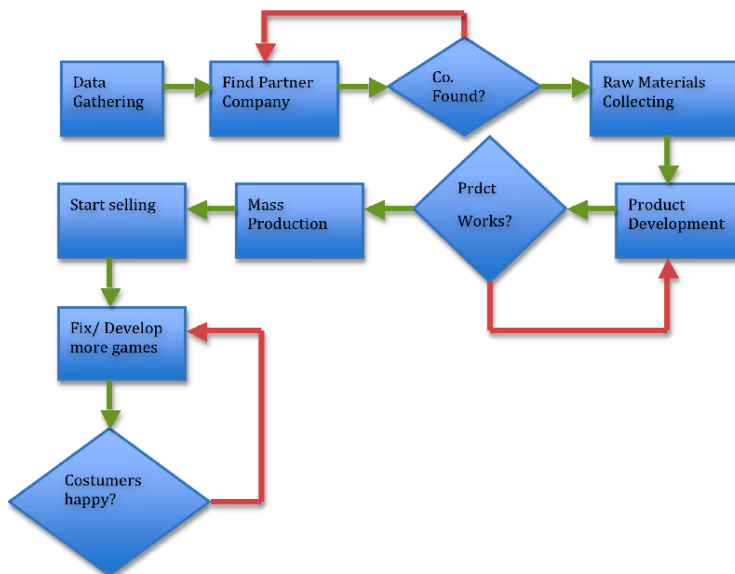 Data
Gathering
Find Partner
Company
Co.
Found?
Raw Materials
Collecting
Product
Development
Prdct
Works?
Mass
Production
Start selling
Fix/ Develop
more games
Costumers
happy?